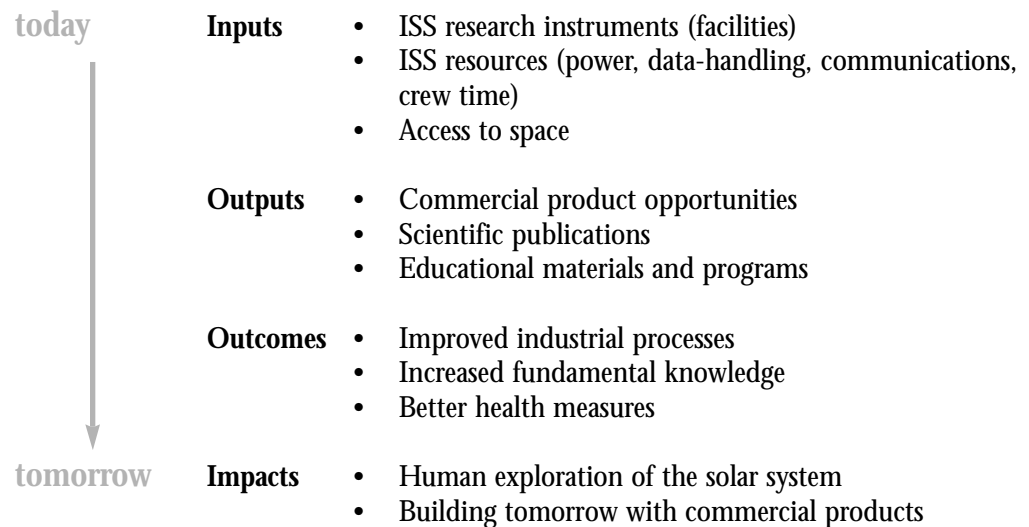 today Inputs • ISS research instruments (facilities)
• ISS resources (power, data-handling, communications,
crew time)
• Access to space
Outputs • Commercial product opportunities
• Scientific publications
• Educational materials and programs
Outcomes • Improved industrial processes
• Increased fundamental knowledge
• Better health measures
tomorrow Impacts • Human exploration of the solar system
• Building tomorrow with commercial products